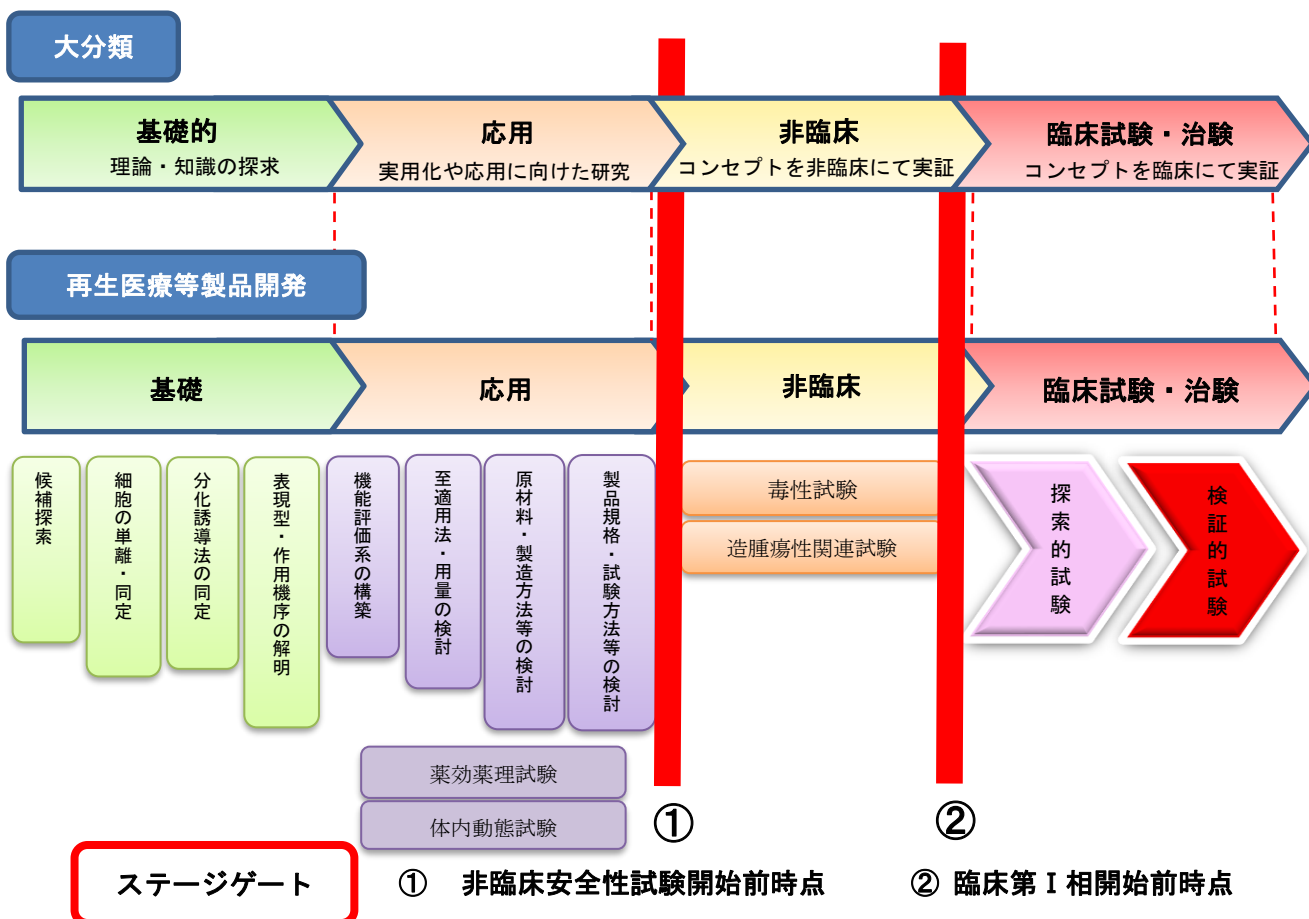 大分類
基礎的
理論・知識の探求
応用
実用化や応用に向けた研究
非臨床
コンセプトを非臨床にて実証
臨床試験・治験
コンセプトを臨床にて実証
再生医療等製品開発
基礎
応用
非臨床
臨床試験・治験
候補探索
細胞の単離・同定
分化誘導法の同定
表現型・作用機序の解明
機能評価系の構築
至適用法・用量の検討
原材料・製造方法等の検討
製品規格・試験方法等の検討
毒性試験
造腫瘍性関連試験
探索的試験
検証的試験
薬効薬理試験
体内動態試験
①
②
ステージゲート
① 非臨床安全性試験開始前時点
② 臨床第Ⅰ相開始前時点